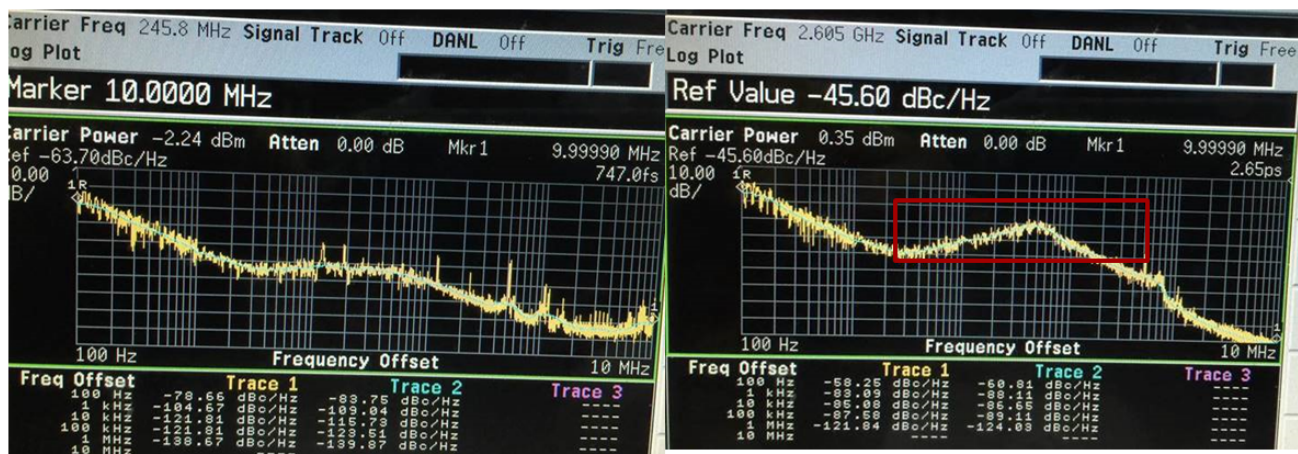 Carrier Freq 245.8 MHz Signal Track Off DANL Off Trig Free
Log Plot
Marker 10.0000 MHz
Carrier Power -2.24 dBm Atten 0.00 dB Mkr1 9.99990 MHz
Ref -63.70dBc/Hz 747.0fs
10.00
dB/
1R
1
100 Hz Frequency Offset 10 MHz
Freq Offset Trace 1 Trace 2 Trace 3
100 Hz -78.66 dBc/Hz -83.75 dBc/Hz ----
1 kHz -104.67 dBc/Hz -109.04 dBc/Hz ----
10 kHz -121.81 dBc/Hz -115.73 dBc/Hz ----
100 kHz -121.81 dBc/Hz -123.51 dBc/Hz ----
1 MHz -138.67 dBc/Hz -139.87 dBc/Hz ----
10 MHz ----
Carrier Freq 2.605 GHz Signal Track Off DANL Off Trig Free
Log Plot
Ref Value -45.60 dBc/Hz
Carrier Power 0.35 dBm Atten 0.00 dB Mkr1 9.99990 MHz
Ref -45.60dBc/Hz 2.65ps
10.00
dB/
1R
1
100 Hz Frequency Offset 10 MHz
Freq Offset Trace 1 Trace 2 Trace 3
100 Hz -58.25 dBc/Hz -60.81 dBc/Hz ----
1 kHz -83.09 dBc/Hz -88.11 dBc/Hz ----
10 kHz -85.08 dBc/Hz -86.65 dBc/Hz ----
100 kHz -87.58 dBc/Hz -89.11 dBc/Hz ----
1 MHz -121.84 dBc/Hz -124.03 dBc/Hz ----
10 MHz ---- ---- ----